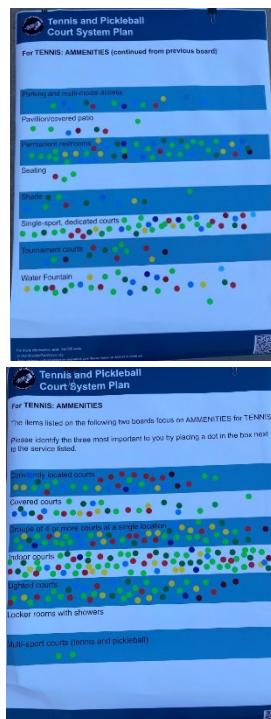 Tennis and Pickleball
Court System Plan
For TENNIS: AMMENITIES (continued from previous board)
Parking and multi-modal access
Pavilion/covered patio
Permanent restrooms
Seating
Shade
Single-sport, dedicated courts
Tournament courts
Water Fountain
Tennis and Pickleball
Court System Plan
For TENNIS: AMMENITIES
The items listed on the following two boards focus on AMMENITIES for TENNIS
Please identify the three most important to you by placing a dot in the box next
to the service listed.
located courts
Covered courts
Groups of 4 or more courts at a single location
Indoor courts
Lighted courts
Locker rooms with showers
Multi-sport courts (tennis and pickleball)